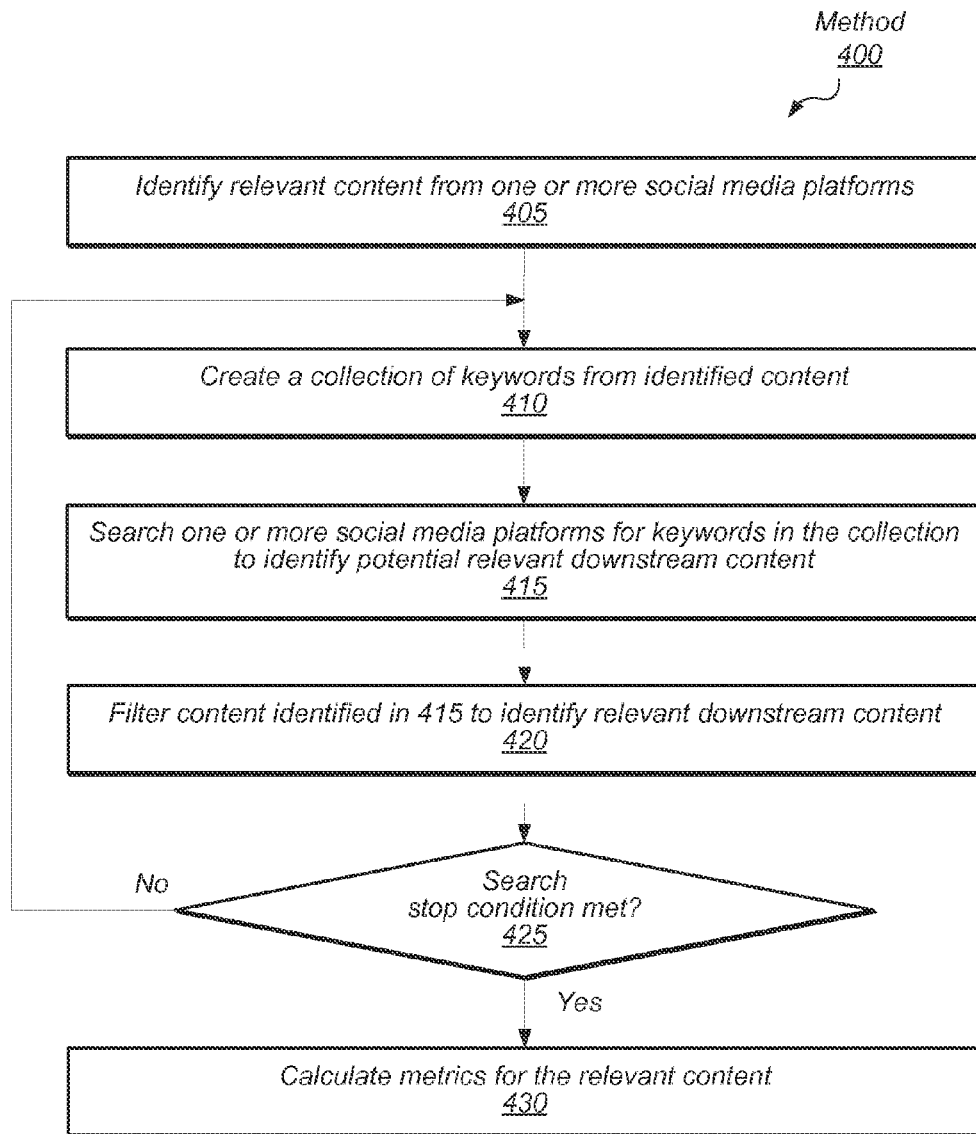 Method
400
Identify relevant content from one or more social media platforms
405
Create a collection of keywords from identified content
410
Search one or more social media platforms for keywords in the collection
to identify potential relevant downstream content
415
Filter content identified in 415 to identify relevant downstream content
420
No
Search
stop condition met?
425
Yes
Calculate metrics for the relevant content
430